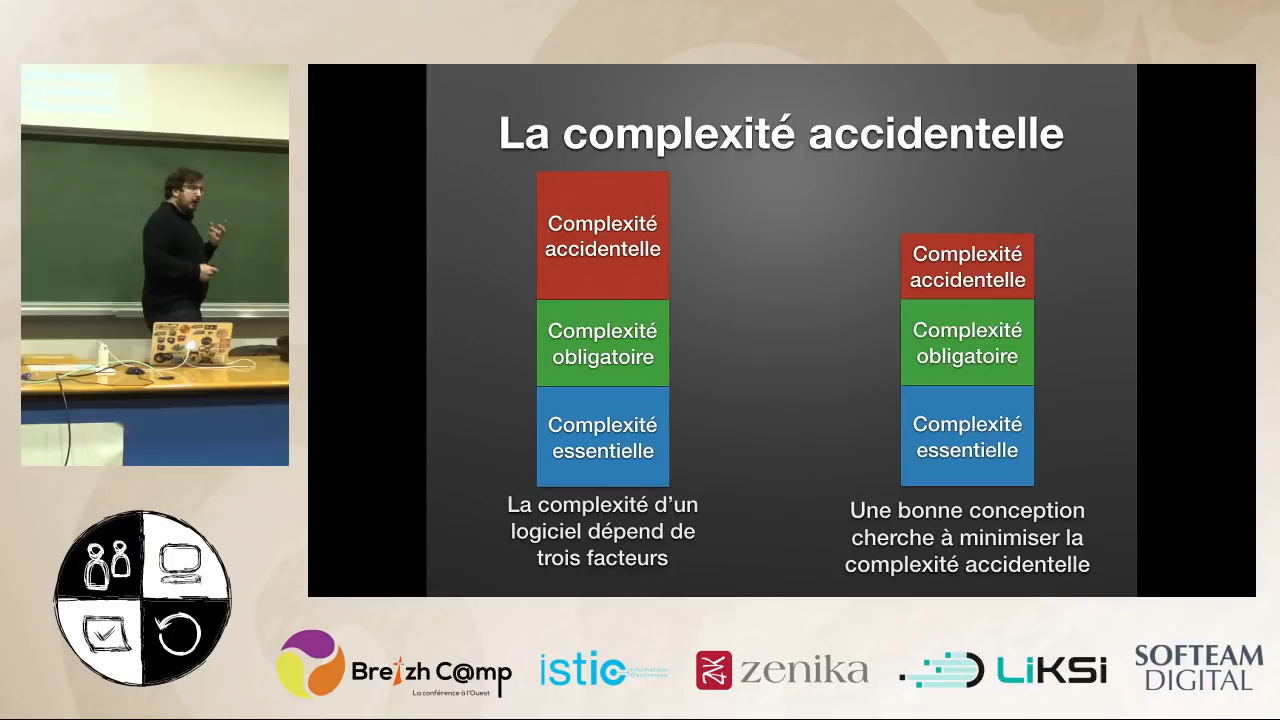 La complexité accidentelle
Complexité
accidentelle
Complexité
obligatoire
Complexité
essentielle
La complexité d'un
logiciel dépend de
trois facteurs
Complexité
accidentelle
Complexité
obligatoire
Complexité
essentielle
Une bonne conception
cherche à minimiser la
complexité accidentelle
Breizh C@mp
La conférence à l'Ouest
istic
zenika
LiKSi
SOFTEAM
DIGITAL